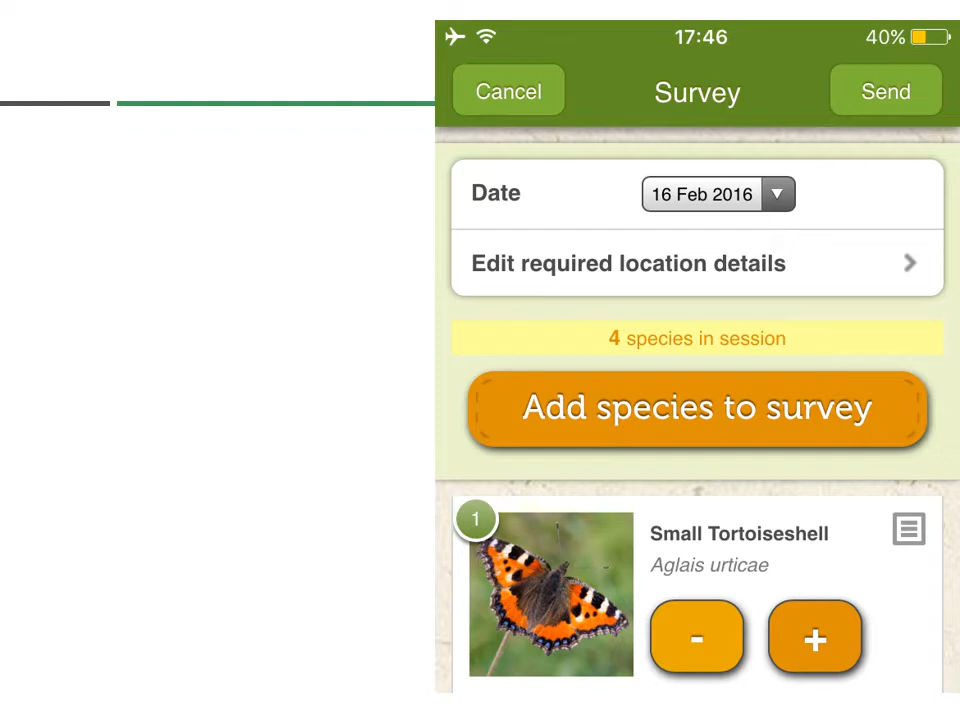 17:46
40%
Cancel
Survey
Send
Date
16 Feb 2016
Edit required location details
4 species in session
Add species to survey
1
Small Tortoiseshell
Aglais urticae
-
+